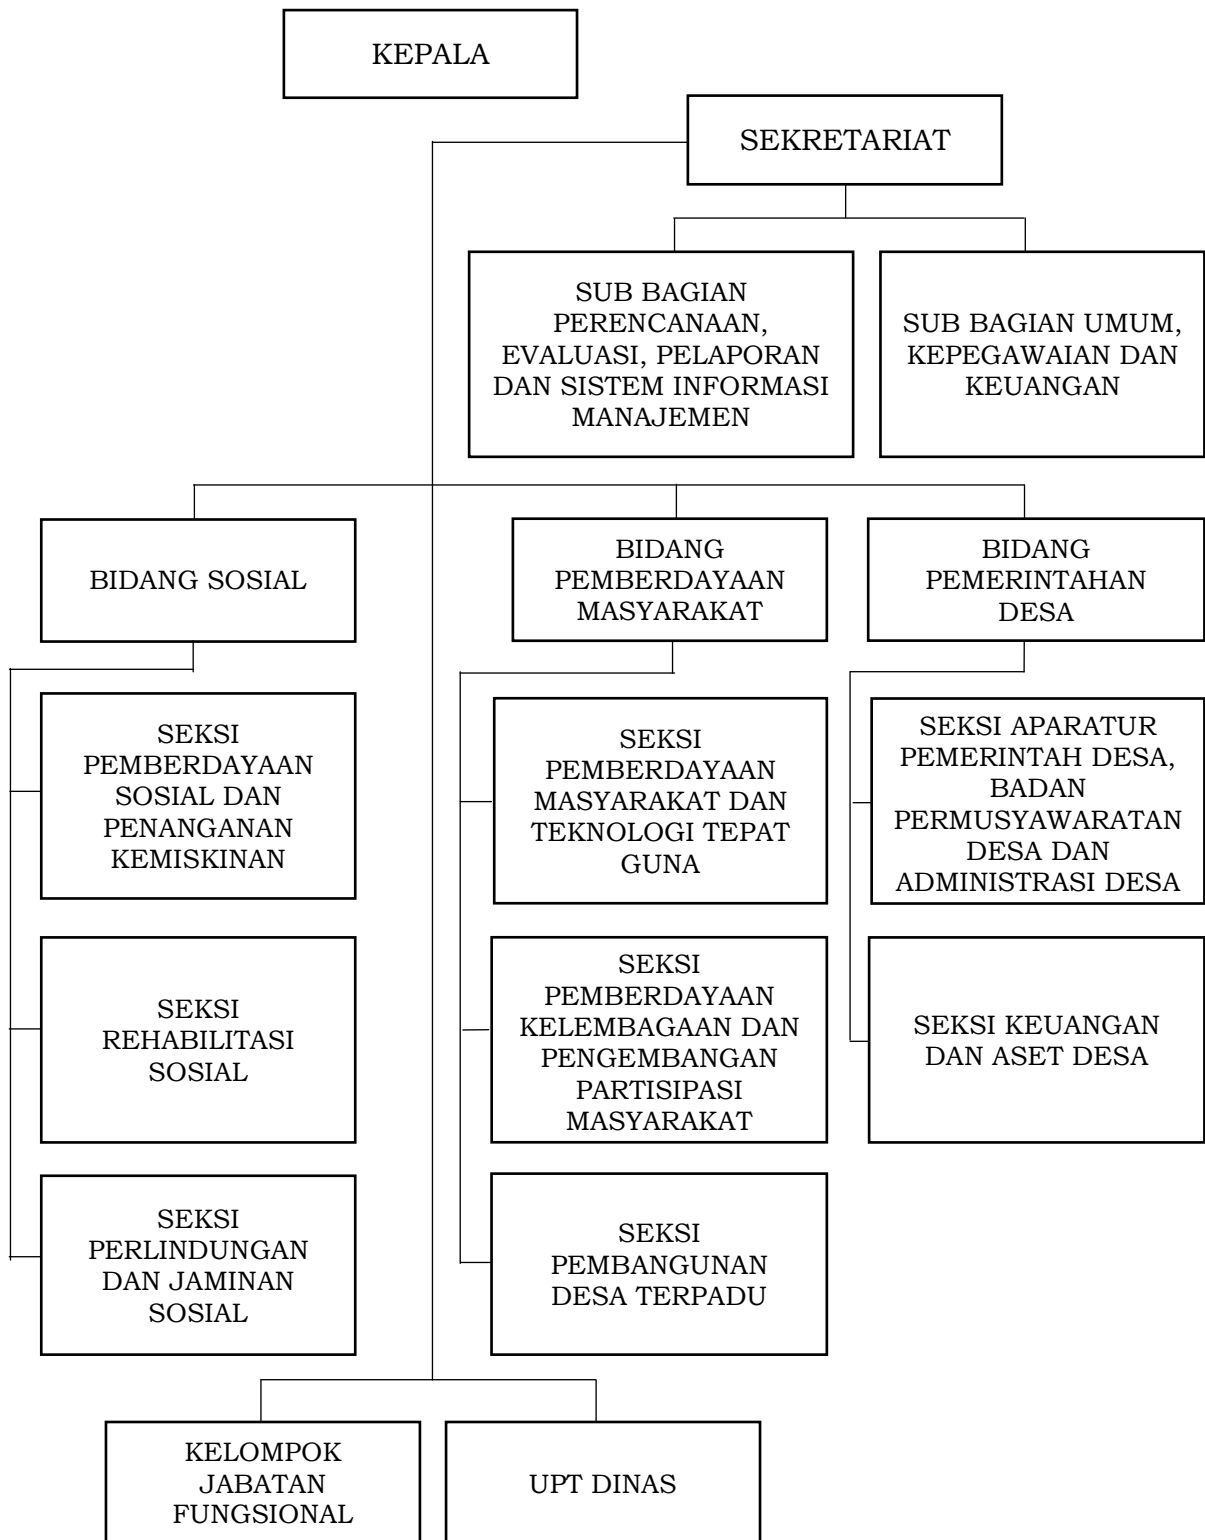 KEPALA
SEKRETARIAT
SUB BAGIAN
PERENCANAAN,
EVALUASI, PELAPORAN
DAN SISTEM INFORMASI
MANAJEMEN
SUB BAGIAN UMUM,
KEPEGAWAIAN DAN
KEUANGAN
BIDANG SOSIAL
BIDANG
PEMBERDAYAAN
MASYARAKAT
BIDANG
PEMERINTAHAN
DESA
SEKSI
PEMBERDAYAAN
SOSIAL DAN
PENANGANAN
KEMISKINAN
SEKSI
PEMBERDAYAAN
MASYARAKAT DAN
TEKNOLOGI TEPAT
GUNA
SEKSI APARATUR
PEMERINTAH DESA,
BADAN
PERMUSYAWARATAN
DESA DAN
ADMINISTRASI DESA
SEKSI
REHABILITASI
SOSIAL
SEKSI
PEMBERDAYAAN
KELEMBAGAAN DAN
PENGEMBANGAN
PARTISIPASI
MASYARAKAT
SEKSI KEUANGAN
DAN ASET DESA
SEKSI
PERLINDUNGAN
DAN JAMINAN
SOSIAL
SEKSI
PEMBANGUNAN
DESA TERPADU
KELOMPOK
JABATAN
FUNGSIONAL
UPT DINAS